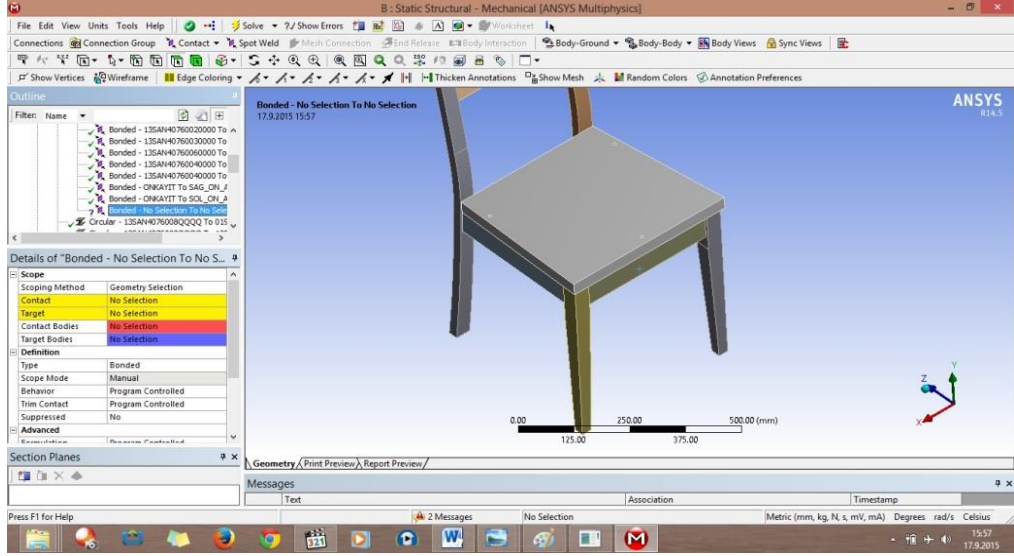 B : Static Structural - Mechanical [ANSYS Multiphysics]
File Edit View Units Tools Help Solve ?/ Show Errors Worksheet
Connections Connection Group Contact Spot Weld Mesh Connection End Release Body Interaction Body-Ground Body-Body Body Views Sync Views
Show Vertices Wireframe Edge Coloring Thicken Annotations Show Mesh Random Colors Annotation Preferences
Outline
Filter: Name
Bonded - 13SAN40760020000 To
Bonded - 13SAN40760030000 To
Bonded - 13SAN40760060000 To
Bonded - 13SAN40760040000 To
Bonded - 13SAN40760040000 To
Bonded - ONKAYIT To SAG_ON_A
Bonded - ONKAYIT To SOL_ON_A
Bonded - No Selection To No Sele
Circular - 13SAN4076008QQQQ To 01S
Details of "Bonded - No Selection To No S...
Scope
Scoping Method Geometry Selection
Contact No Selection
Target No Selection
Contact Bodies No Selection
Target Bodies No Selection
Definition
Type Bonded
Scope Mode Manual
Behavior Program Controlled
Trim Contact Program Controlled
Suppressed No
Advanced
Formulation Program Controlled
Section Planes
Bonded - No Selection To No Selection
17.9.2015 15:57
ANSYS
R14.5
0.00 250.00 500.00 (mm)
125.00 375.00
Y
Z
X
Geometry Print Preview Report Preview
Messages
Text Association Timestamp
Press F1 for Help 2 Messages No Selection Metric (mm, kg, N, s, mV, mA) Degrees rad/s Celsius
321
W
M
15:57
17.9.2015